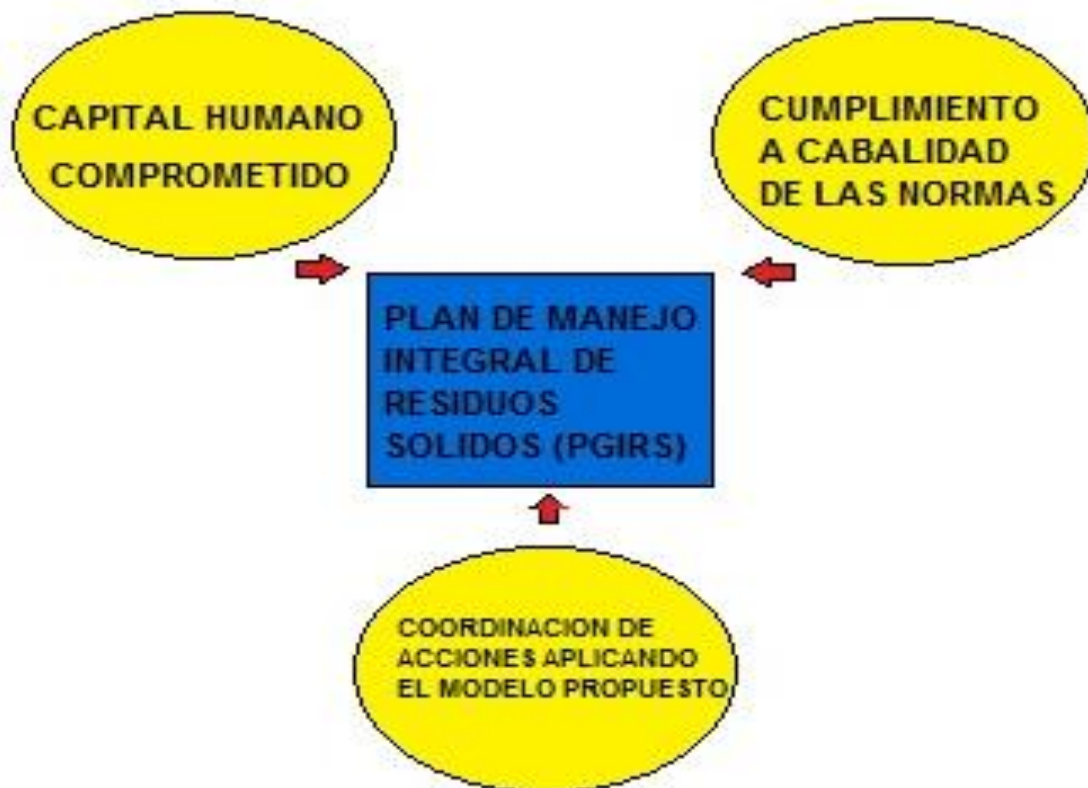 CAPITAL HUMANO
COMPROMETIDO
CUMPLIMIENTO
A CABALIDAD
DE LAS NORMAS
PLAN DE MANEJO
INTEGRAL DE
RESIDUOS
SOLIDOS (PGIRS)
COORDINACION DE
ACCIONES APLICANDO
EL MODELO PROPUESTO